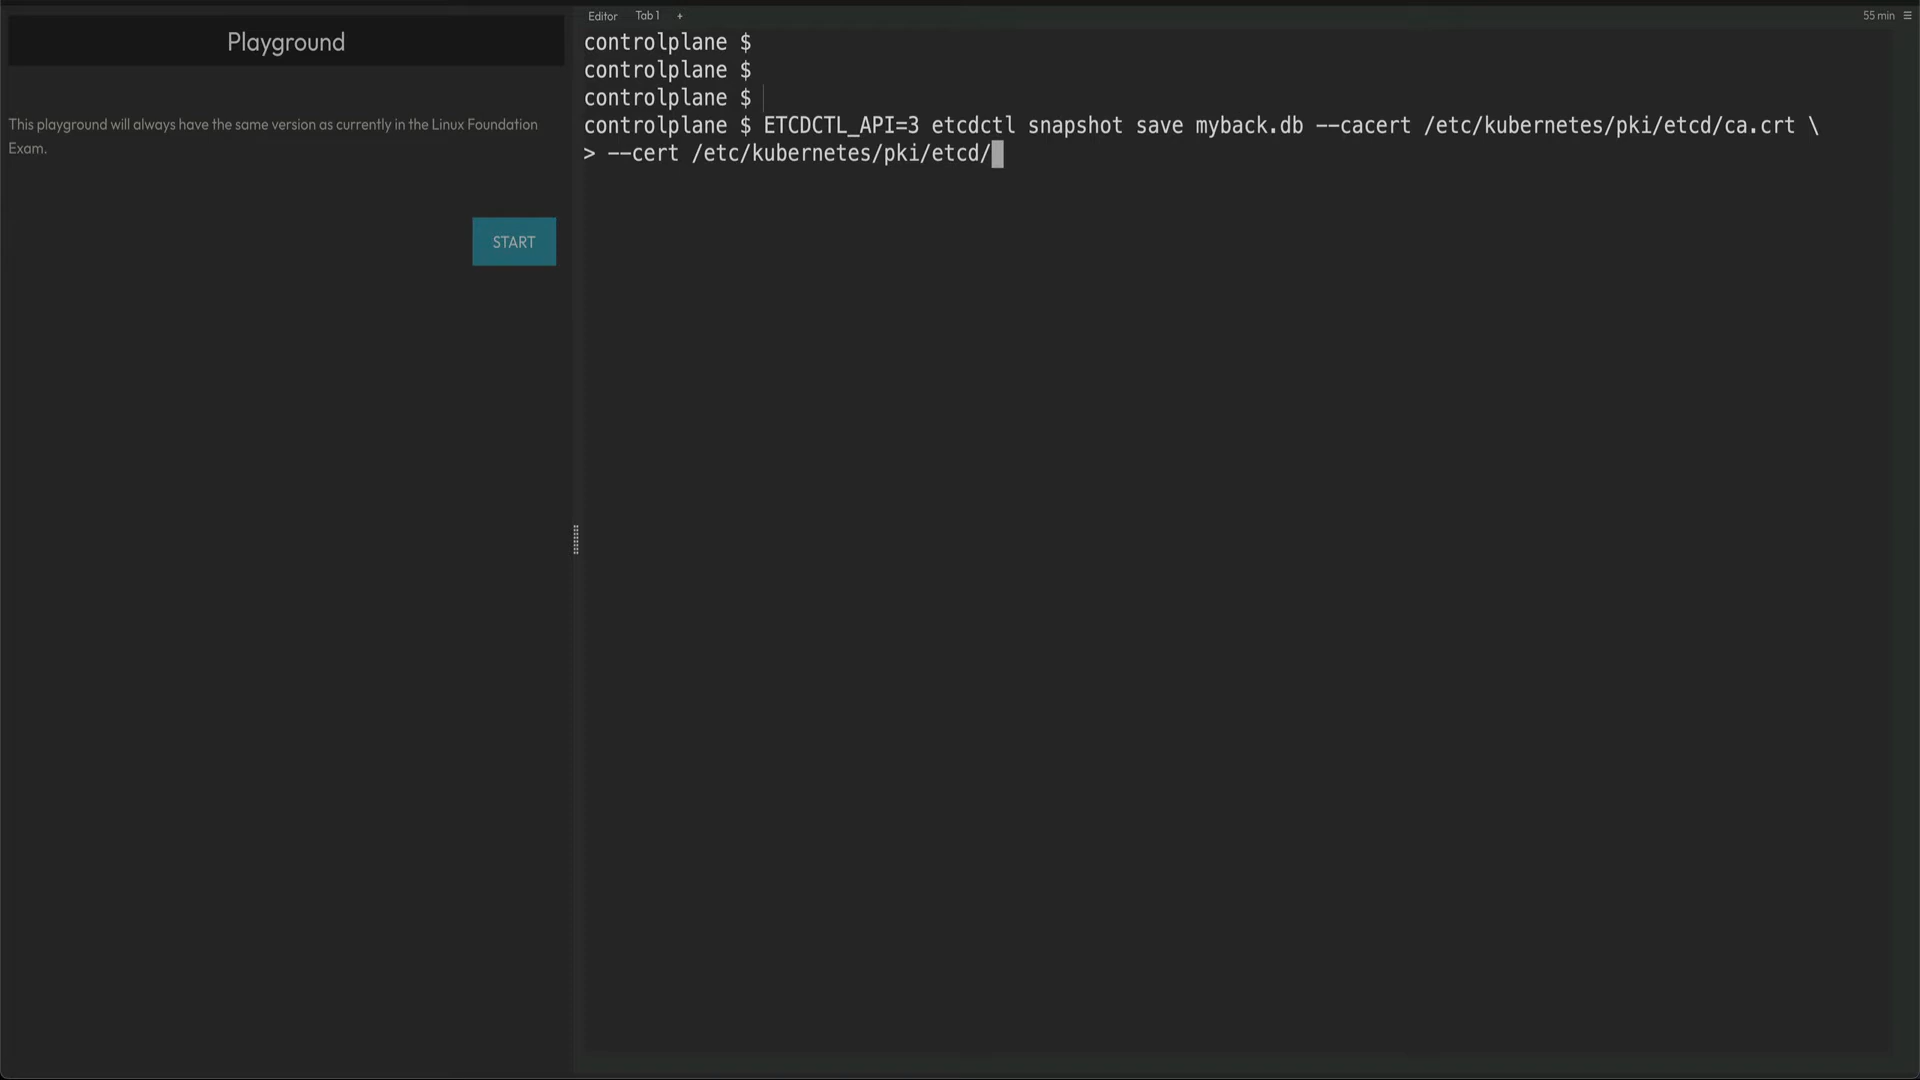 Playground
This playground will always have the same version as currently in the Linux Foundation
Exam.
START
Editor Tab 1 + 55 min
controlplane $
controlplane $
controlplane $
controlplane $ ETCDCTL_API=3 etcdctl snapshot save myback.db --cacert /etc/kubernetes/pki/etcd/ca.crt \
> --cert /etc/kubernetes/pki/etcd/